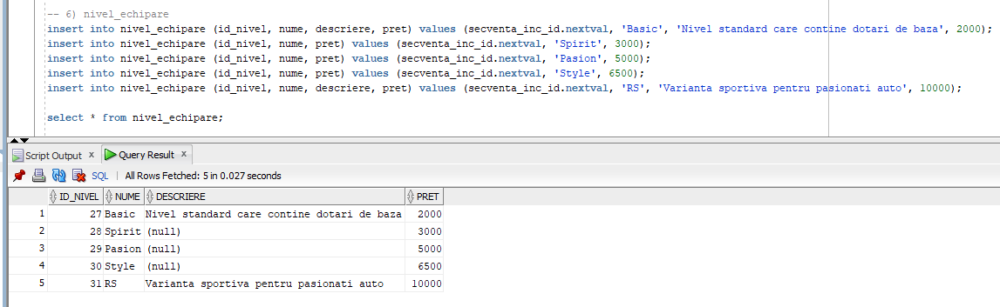 -- 6) nivel_echipare
insert into nivel_echipare (id_nivel, nume, descriere, pret) values (secventa_inc_id.nextval, 'Basic', 'Nivel standard care contine dotari de baza', 2000);
insert into nivel_echipare (id_nivel, nume, pret) values (secventa_inc_id.nextval, 'Spirit', 3000);
insert into nivel_echipare (id_nivel, nume, pret) values (secventa_inc_id.nextval, 'Pasion', 5000);
insert into nivel_echipare (id_nivel, nume, pret) values (secventa_inc_id.nextval, 'Style', 6500);
insert into nivel_echipare (id_nivel, nume, descriere, pret) values (secventa_inc_id.nextval, 'RS', 'Varianta sportiva pentru pasionati auto', 10000);
select * from nivel_echipare;
Script Output x Query Result x
SQL | All Rows Fetched: 5 in 0.027 seconds
ID_NIVEL NUME DESCRIERE PRET
1 27 Basic Nivel standard care contine dotari de baza 2000
2 28 Spirit (null) 3000
3 29 Pasion (null) 5000
4 30 Style (null) 6500
5 31 RS Varianta sportiva pentru pasionati auto 10000